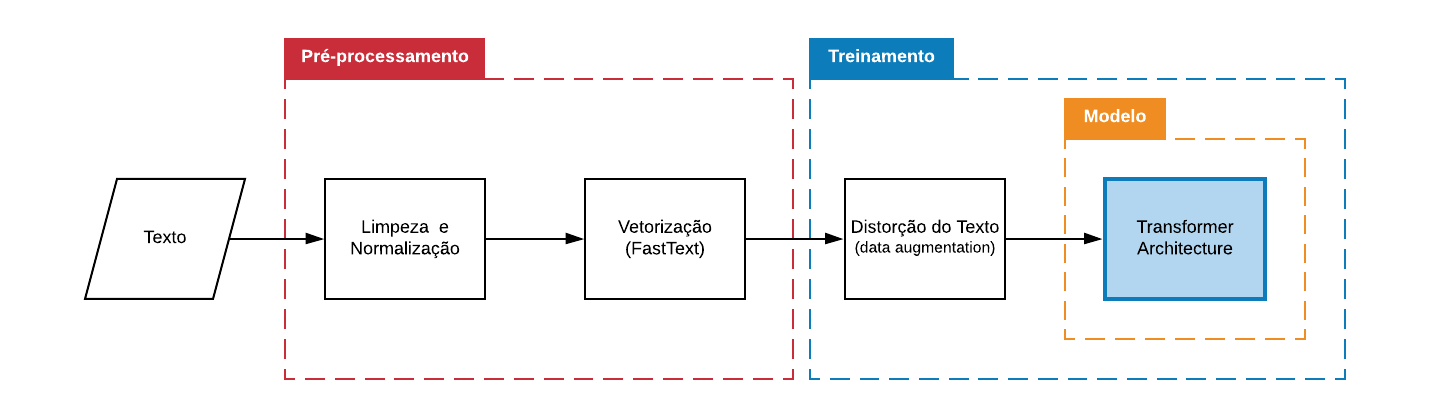 Pré-processamento
Treinamento
Modelo
Texto
Limpeza e
Normalização
Vetorização
(FastText)
Distorção do Texto
(data augmentation)
Transformer
Architecture